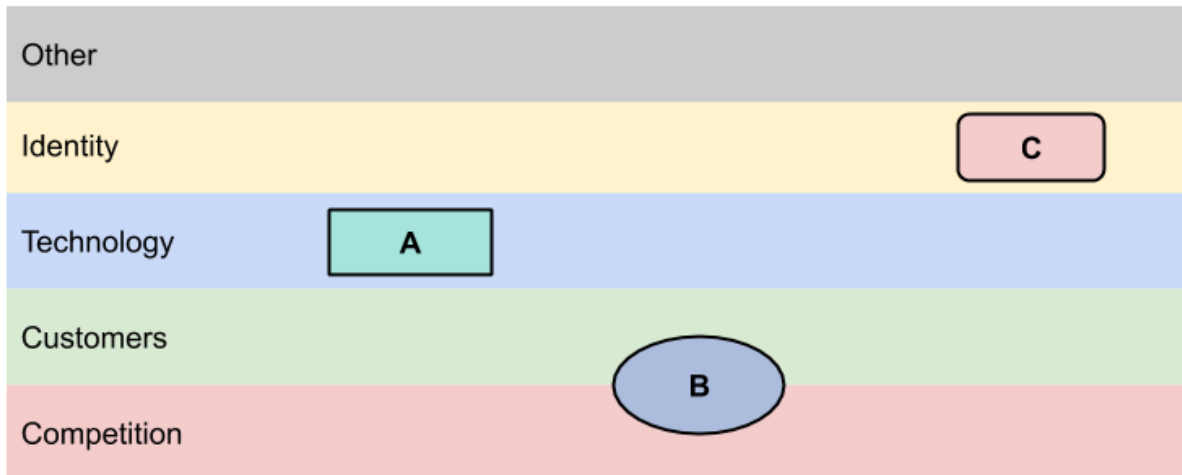 Other
Identity
C
Technology
A
Customers
B
Competition